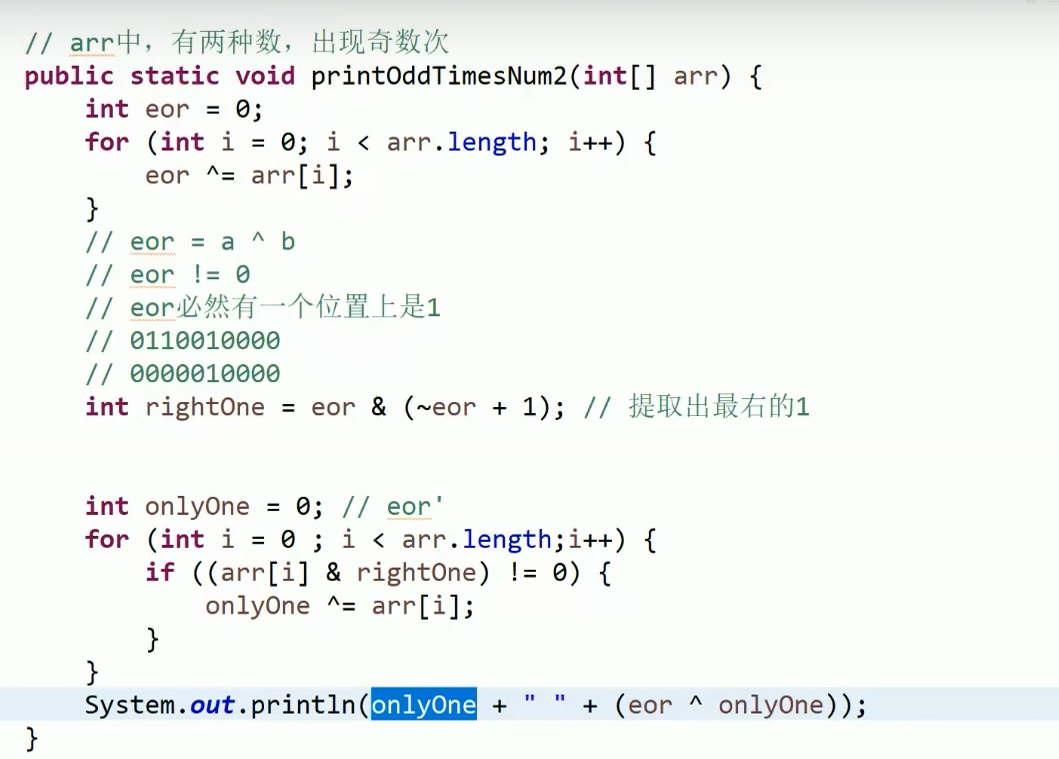 // arr中，有两种数，出现奇数次
public static void printOddTimesNum2(int[] arr) {
    int eor = 0;
    for (int i = 0; i < arr.length; i++) {
        eor ^= arr[i];
    }
    // eor = a ^ b
    // eor != 0
    // eor必然有一个位置上是1
    // 0110010000
    // 0000010000
    int rightOne = eor & (~eor + 1); // 提取出最右的1
    int onlyOne = 0; // eor'
    for (int i = 0 ; i < arr.length;i++) {
        if ((arr[i] & rightOne) != 0) {
            onlyOne ^= arr[i];
        }
    }
    System.out.println(onlyOne + " " + (eor ^ onlyOne));
}